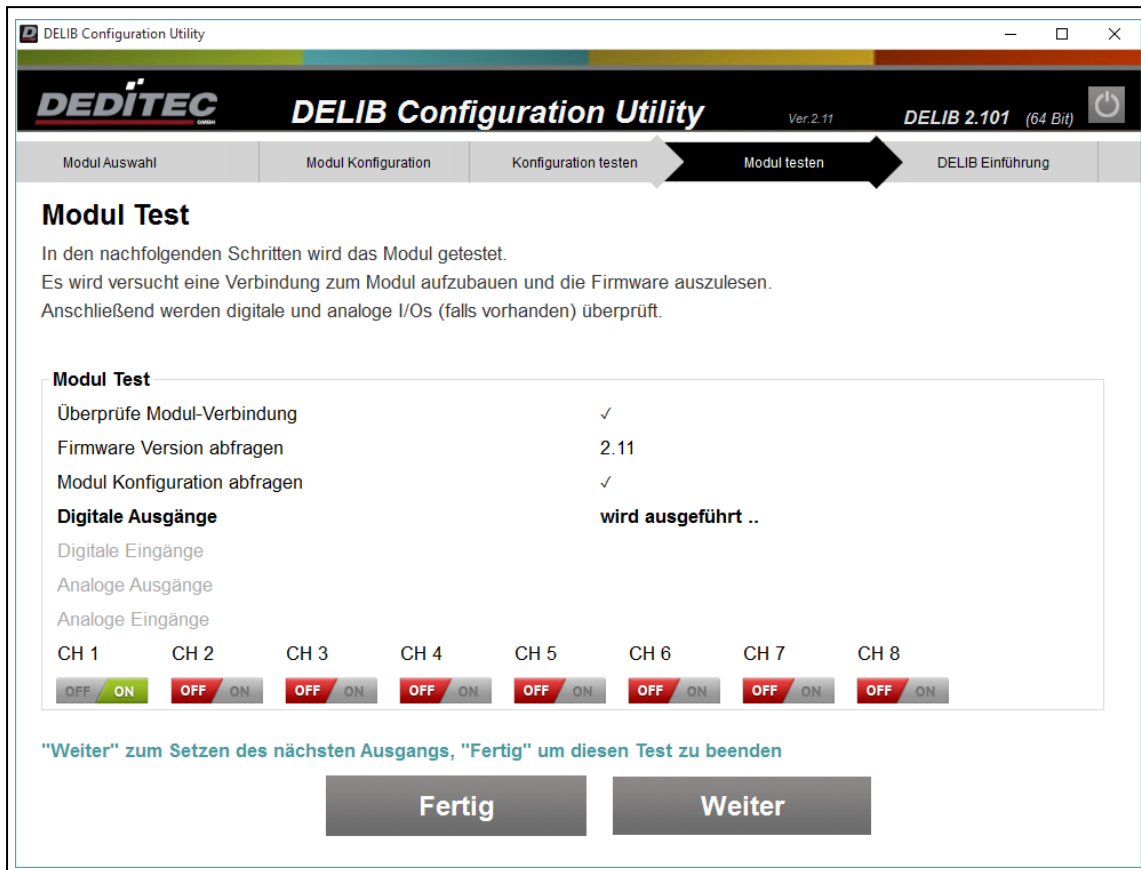 DELIB Configuration Utility
DEDITEC GMBH DELIB Configuration Utility Ver.2.11 DELIB 2.101 (64 Bit)
Modul Auswahl Modul Konfiguration Konfiguration testen Modul testen DELIB Einführung
Modul Test
In den nachfolgenden Schritten wird das Modul getestet.
Es wird versucht eine Verbindung zum Modul aufzubauen und die Firmware auszulesen.
Anschließend werden digitale und analoge I/Os (falls vorhanden) überprüft.
Modul Test
Überprüfe Modul-Verbindung ✓
Firmware Version abfragen 2.11
Modul Konfiguration abfragen ✓
Digitale Ausgänge wird ausgeführt ..
Digitale Eingänge
Analoge Ausgänge
Analoge Eingänge
CH 1 CH 2 CH 3 CH 4 CH 5 CH 6 CH 7 CH 8
OFF ON OFF ON OFF ON OFF ON OFF ON OFF ON OFF ON OFF ON
"Weiter" zum Setzen des nächsten Ausgangs, "Fertig" um diesen Test zu beenden
Fertig Weiter